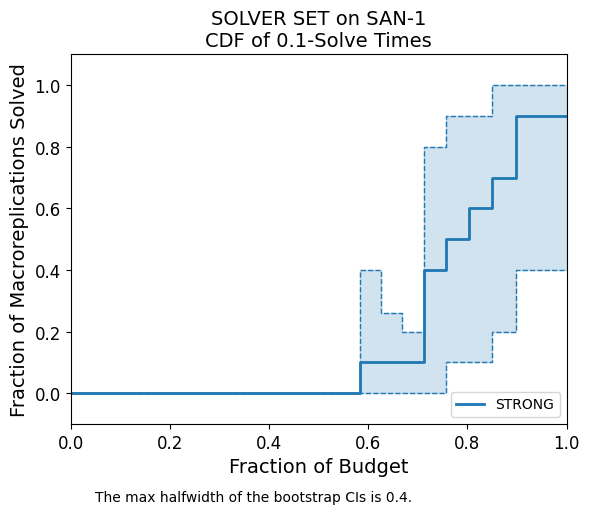 SOLVER SET on SAN-1
CDF of 0.1-Solve Times
Fraction of Macroreplications Solved
1.0
0.8
0.6
0.4
0.2
0.0
STRONG
0.0 0.2 0.4 0.6 0.8 1.0
Fraction of Budget
The max halfwidth of the bootstrap CIs is 0.4.